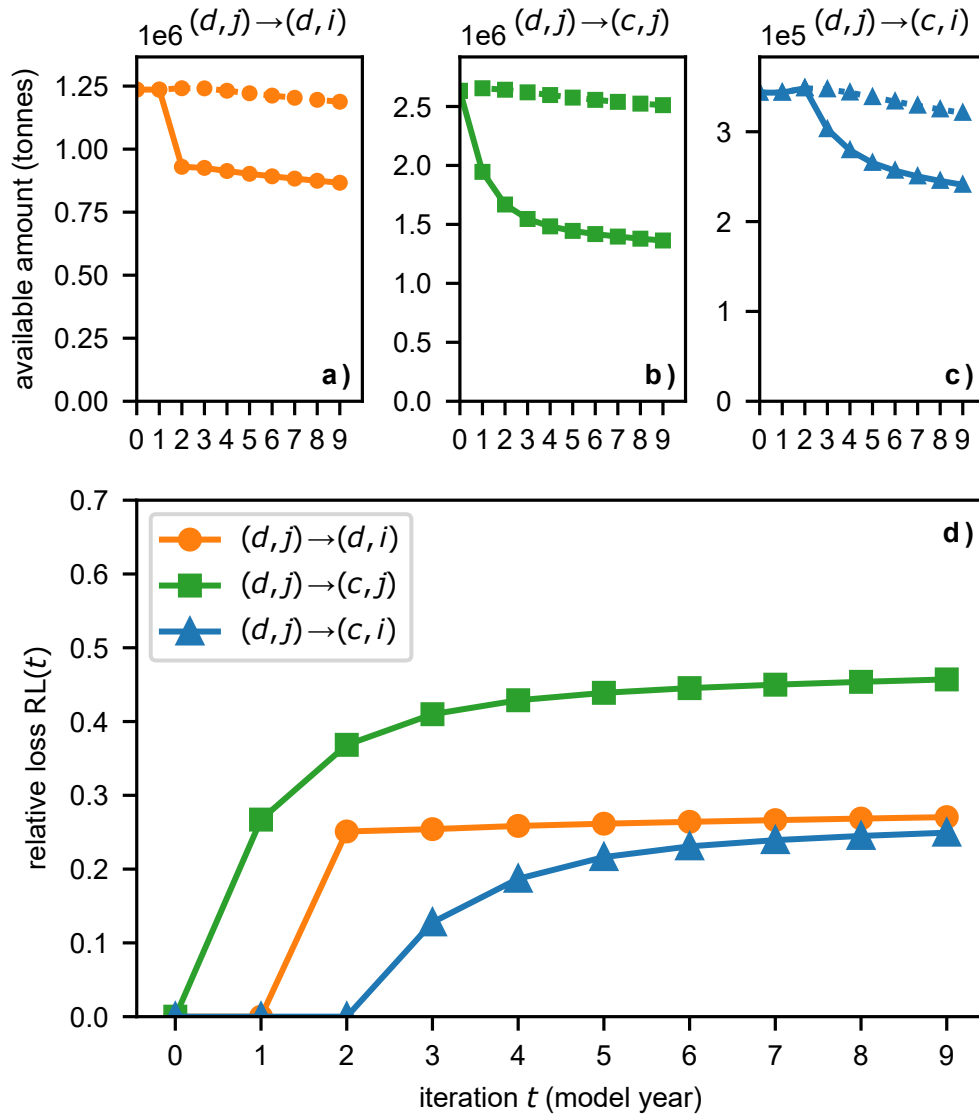 1e6 (d, j)→(d, i)
1e6 (d, j)→(c, j)
1e5 (d, j)→(c, i)
available amount (tonnes)
1.25
1.00
0.75
0.50
0.25
0.00
a)
0 1 2 3 4 5 6 7 8 9
2.5
2.0
1.5
1.0
0.5
0.0
b)
0 1 2 3 4 5 6 7 8 9
3
2
1
0
c)
0 1 2 3 4 5 6 7 8 9
relative loss RL(t)
0.7
0.6
0.5
0.4
0.3
0.2
0.1
0.0
(d, j)→(d, i)
(d, j)→(c, j)
(d, j)→(c, i)
d)
0 1 2 3 4 5 6 7 8 9
iteration t (model year)